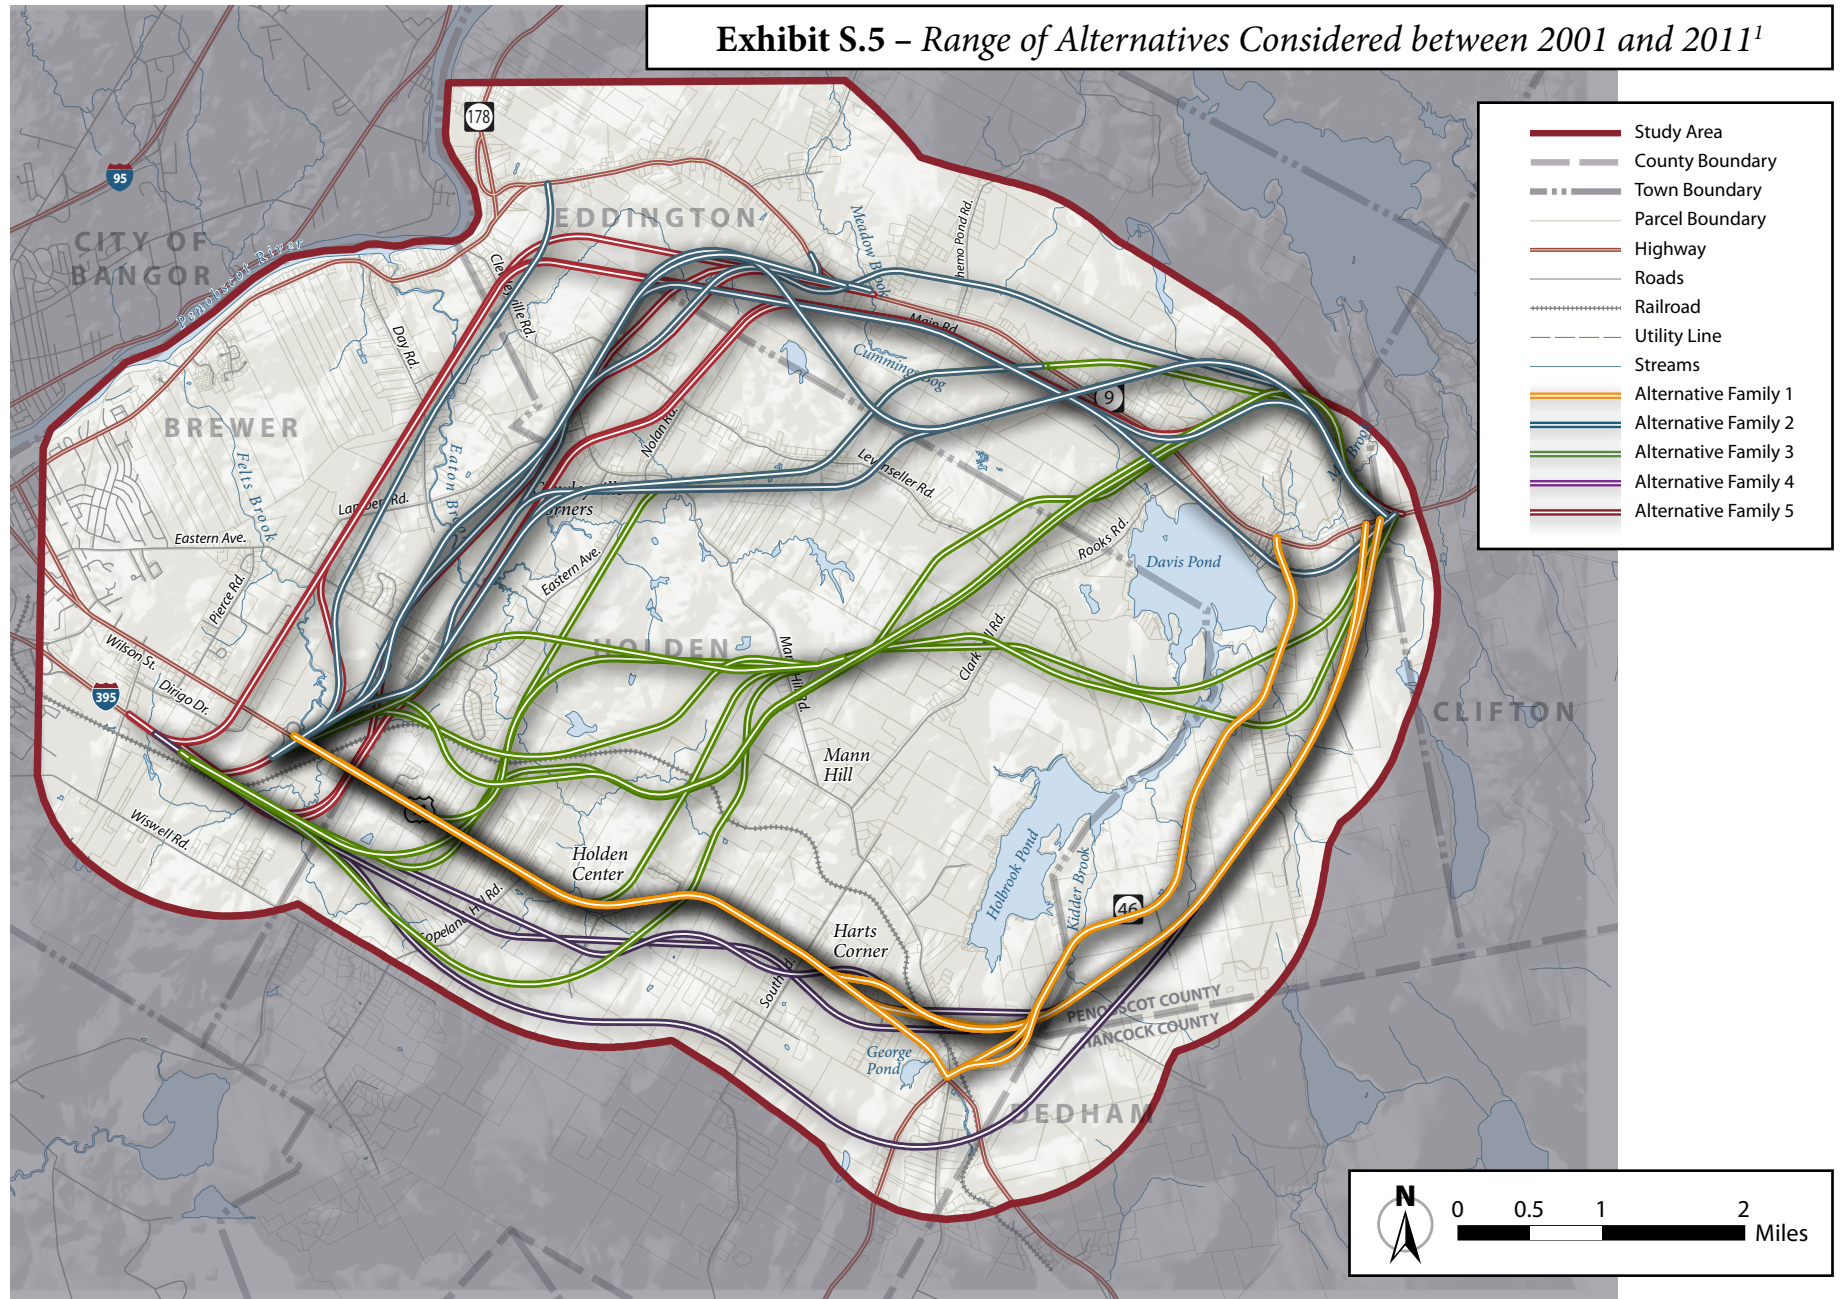 Exhibit S.5 – Range of Alternatives Considered between 2001 and 2011¹
Study Area
County Boundary
Town Boundary
Parcel Boundary
Highway
Roads
Railroad
Utility Line
Streams
Alternative Family 1
Alternative Family 2
Alternative Family 3
Alternative Family 4
Alternative Family 5
178
95
EDDINGTON
CITY OF
BANGOR
Penobscot River
Meadow Brook
Main Rd.
Day Rd.
Cummings Bog
9
BREWER
Felts Brook
Nolan Rd.
Levenseller Rd.
Eastern Ave.
Eastern Ave.
Rooks Rd.
Davis Pond
Pierce Rd.
HOLDEN
Wilson St.
Dirigo Dr.
395
CLIFTON
Mann
Hill
Wiswell Rd.
Holden
Center
Holbrook Pond
Kidder Brook
46
Harts
Corner
PENOBSCOT COUNTY
HANCOCK COUNTY
George
Pond
DEDHAM
N
0 0.5 1 2
Miles